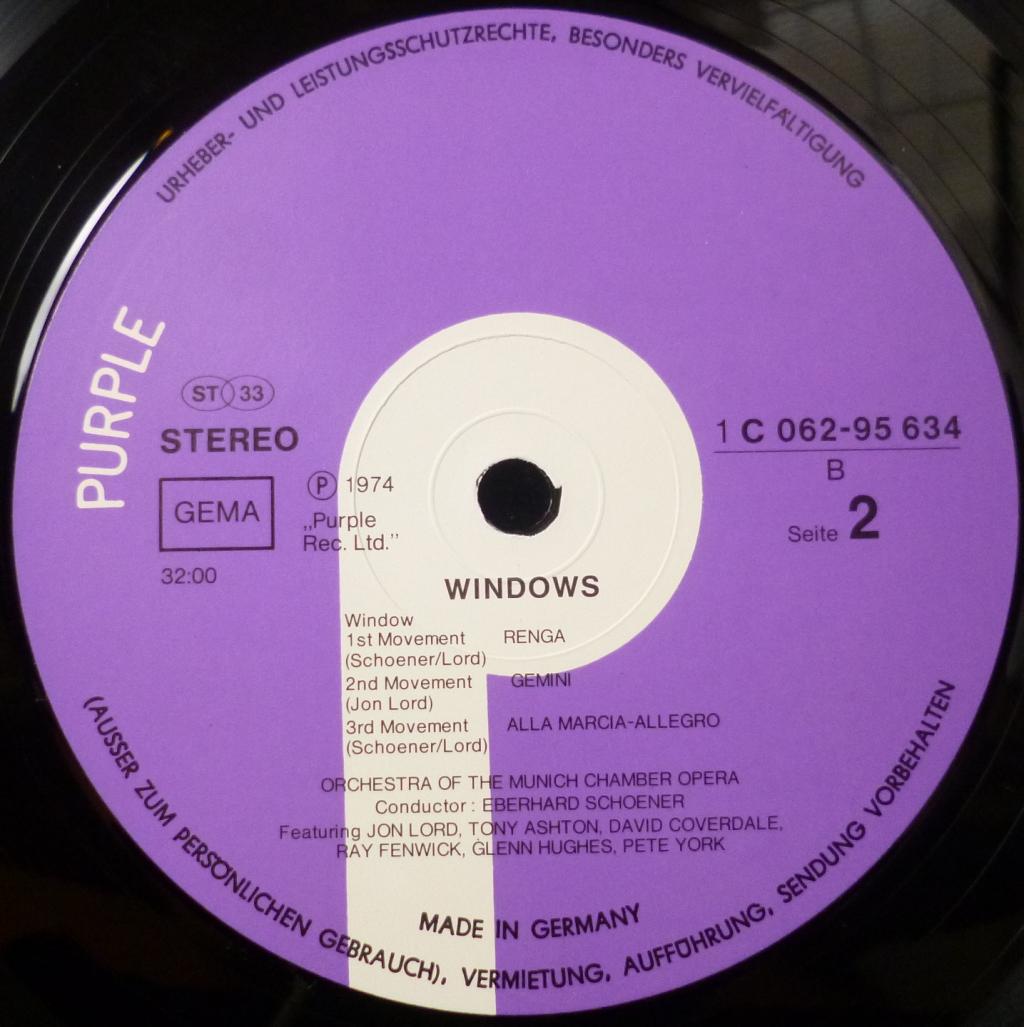 URHEBER- UND LEISTUNGSSCHUTZRECHTE, BESONDERS VERVIELFÄLTIGUNG
PURPLE
ST 33
STEREO
GEMA
32:00
Ⓟ 1974
„Purple
Rec. Ltd.”
1 C 062-95 634
B
Seite 2
WINDOWS
Window
1st Movement RENGA
(Schoener/Lord)
2nd Movement GEMINI
(Jon Lord)
3rd Movement ALLA MARCIA-ALLEGRO
(Schoener/Lord)
ORCHESTRA OF THE MUNICH CHAMBER OPERA
Conductor : EBERHARD SCHOENER
Featuring JON LORD, TONY ASHTON, DAVID COVERDALE,
RAY FENWICK, GLENN HUGHES, PETE YORK
MADE IN GERMANY
(AUSSER ZUM PERSÖNLICHEN GEBRAUCH), VERMIETUNG, AUFFÜHRUNG, SENDUNG VORBEHALTEN